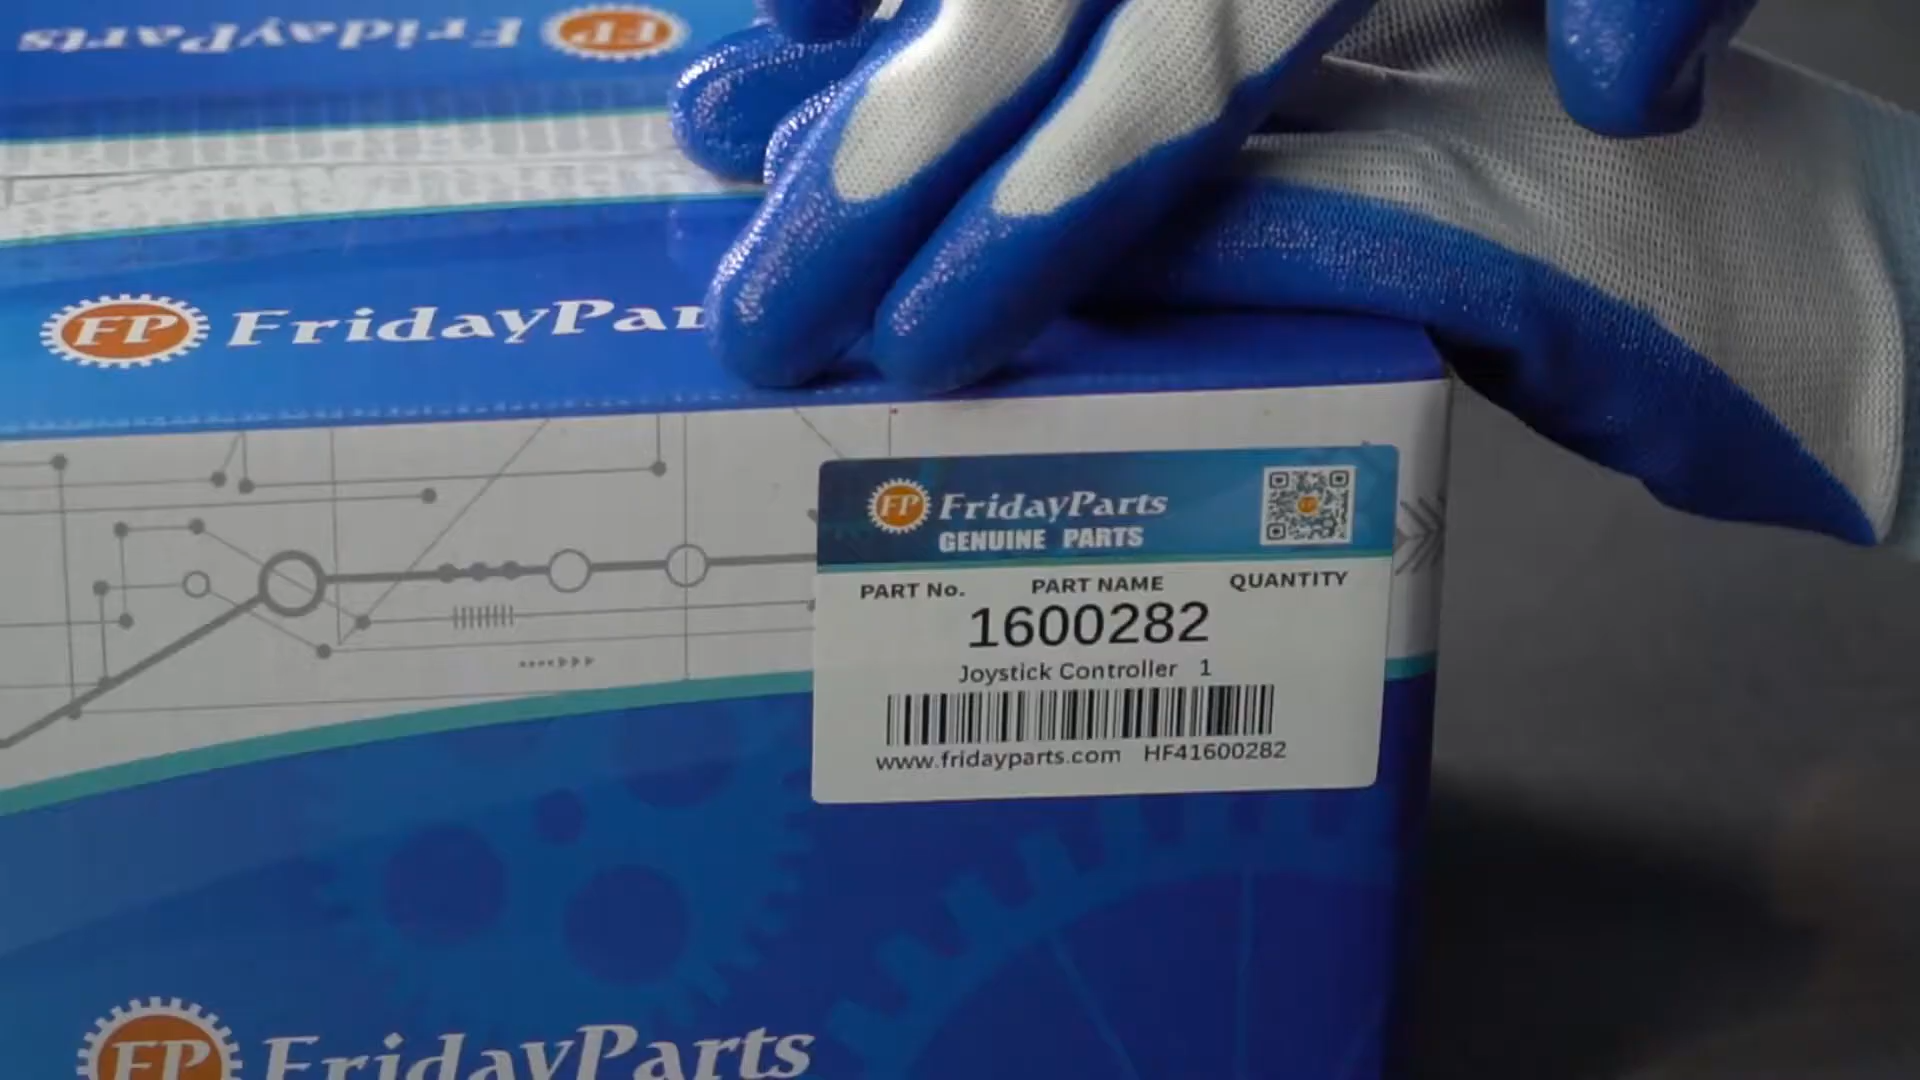 FP FridayParts
FP FridayPar
FP FridayParts
GENUINE PARTS
PART No. PART NAME QUANTITY
1600282
Joystick Controller 1
www.fridayparts.com HF41600282
FP FridayParts